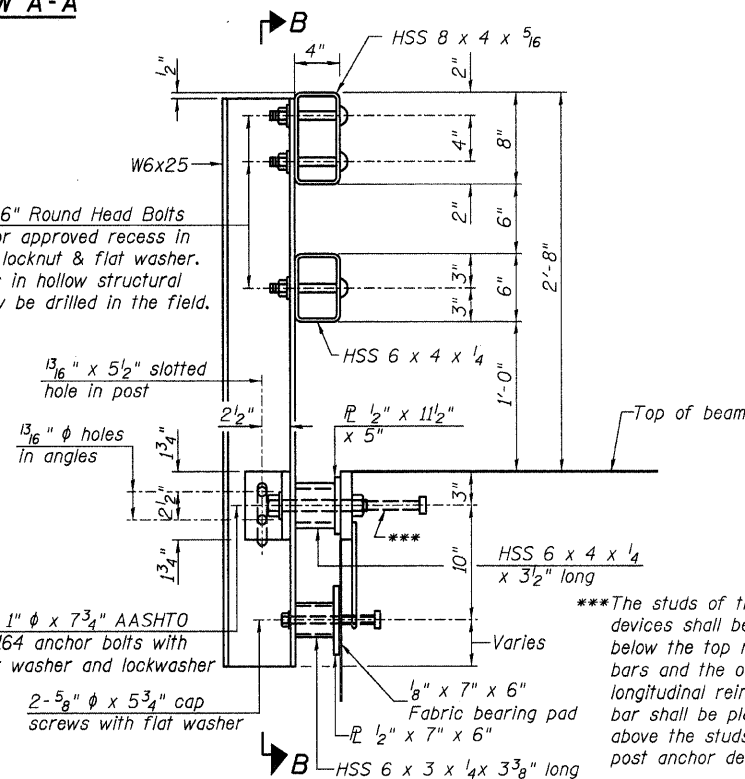 A-A
B
4"
HSS 8 x 4 x 5/16
1/2"
2"
W6x25
4"
8"
6" Round Head Bolts
or approved recess in
locknut & flat washer.
in hollow structural
be drilled in the field.
2"
6"
2'-8"
3"
3"
6"
HSS 6 x 4 x 1/4
1'-0"
13/16" x 5 1/2" slotted
hole in post
2 1/2"
℄ 1/2" x 11 1/2"
x 5"
Top of beam
13/16" ϕ holes
in angles
1 3/4"
2 1/2"
1 3/4"
3"
***
10"
HSS 6 x 4 x 1/4
x 3 1/2" long
1" ϕ x 7 3/4" AASHTO
164 anchor bolts with
washer and lockwasher
Varies
2-5/8" ϕ x 5 3/4" cap
screws with flat washer
1/8" x 7" x 6"
Fabric bearing pad
℄ 1/2" x 7" x 6"
B
HSS 6 x 3 x 1/4 x 3 3/8" long
***The studs of
devices shall be
below the top
bars and the
longitudinal
bar shall be
above the studs
post anchor